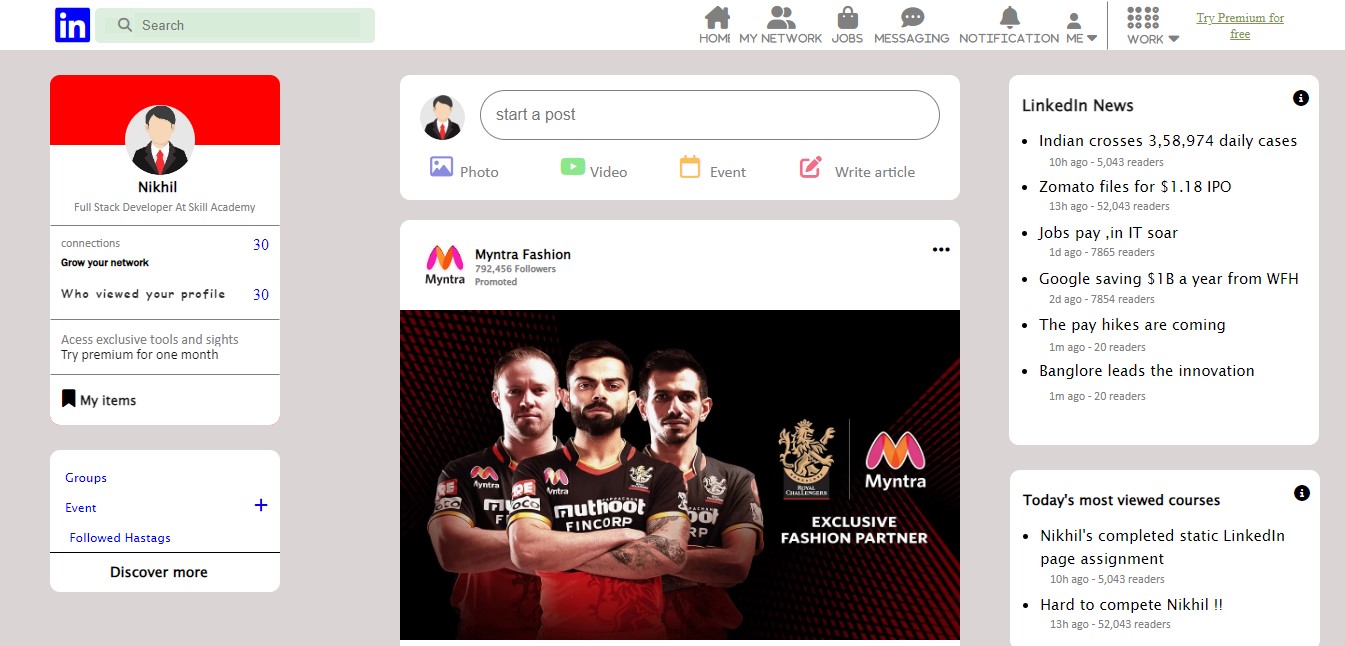 in
Search
HOME
MY NETWORK
JOBS
MESSAGING
NOTIFICATION
ME
WORK
Try Premium for
free
Nikhil
Full Stack Developer At Skill Academy
connections 30
Grow your network
Who viewed your profile 30
Acess exclusive tools and sights
Try premium for one month
My items
Groups
Event
Followed Hastags
Discover more
start a post
Photo
Video
Event
Write article
Myntra
Myntra Fashion
792,456 Followers
Promoted
Myntra
muthoot
FINCORP
ROYAL
CHALLENGERS
Myntra
EXCLUSIVE
FASHION PARTNER
LinkedIn News
Indian crosses 3,58,974 daily cases
10h ago - 5,043 readers
Zomato files for $1.18 IPO
13h ago - 52,043 readers
Jobs pay ,in IT soar
1d ago - 7865 readers
Google saving $1B a year from WFH
2d ago - 7854 readers
The pay hikes are coming
1m ago - 20 readers
Banglore leads the innovation
1m ago - 20 readers
Today's most viewed courses
Nikhil's completed static LinkedIn
page assignment
10h ago - 5,043 readers
Hard to compete Nikhil !!
13h ago - 52,043 readers